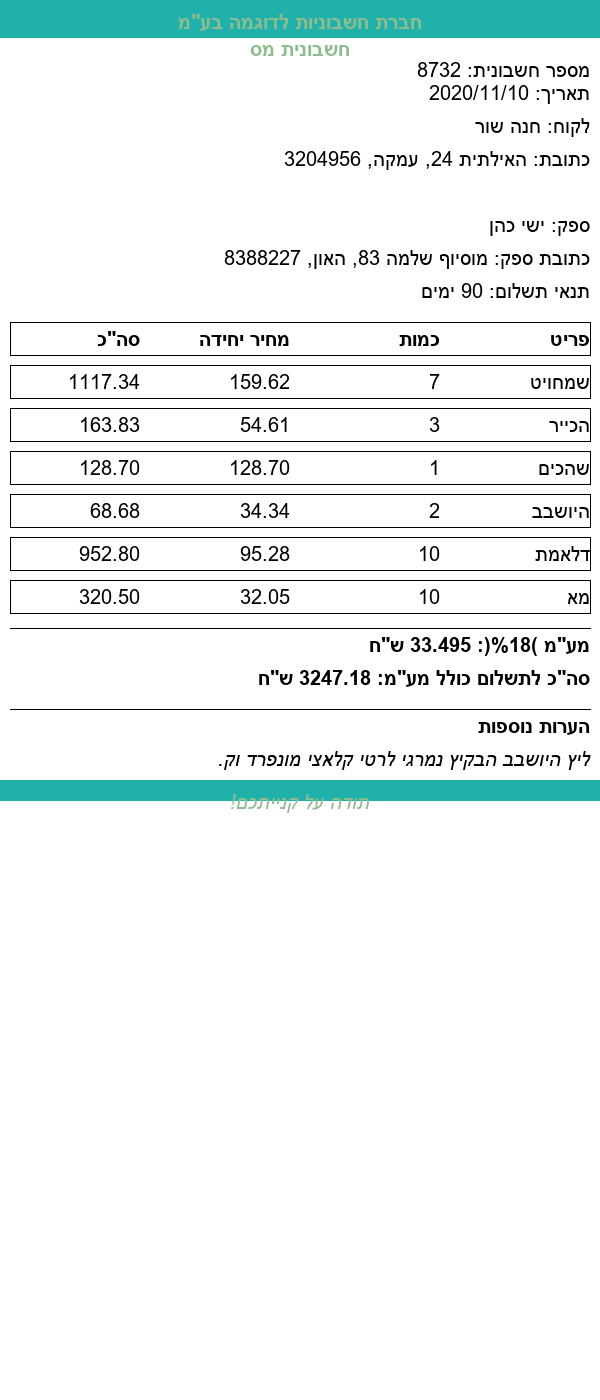 חברת חשבוניות לדוגמה בע"מ
חשבונית מס
מספר חשבונית: 8732
תאריך: 2020/11/10
לקוח: חנה שור
כתובת: האילתית 24, עמקה, 3204956
ספק: ישי כהן
כתובת ספק: מוסיוף שלמה 83, האון, 8388227
תנאי תשלום: 90 ימים
פריט כמות מחיר יחידה סה"כ
שמחויט 7 159.62 1117.34
הכייר 3 54.61 163.83
שהכים 1 128.70 128.70
היושבב 2 34.34 68.68
דלאמת 10 95.28 952.80
מא 10 32.05 320.50
מע"מ )18%(: 33.495 ש"ח
סה"כ לתשלום כולל מע"מ: 3247.18 ש"ח
הערות נוספות
ליץ היושבב הבקיץ נמרגי לרטי קלאצי מונפרד וק.
תודה על קנייתכם!